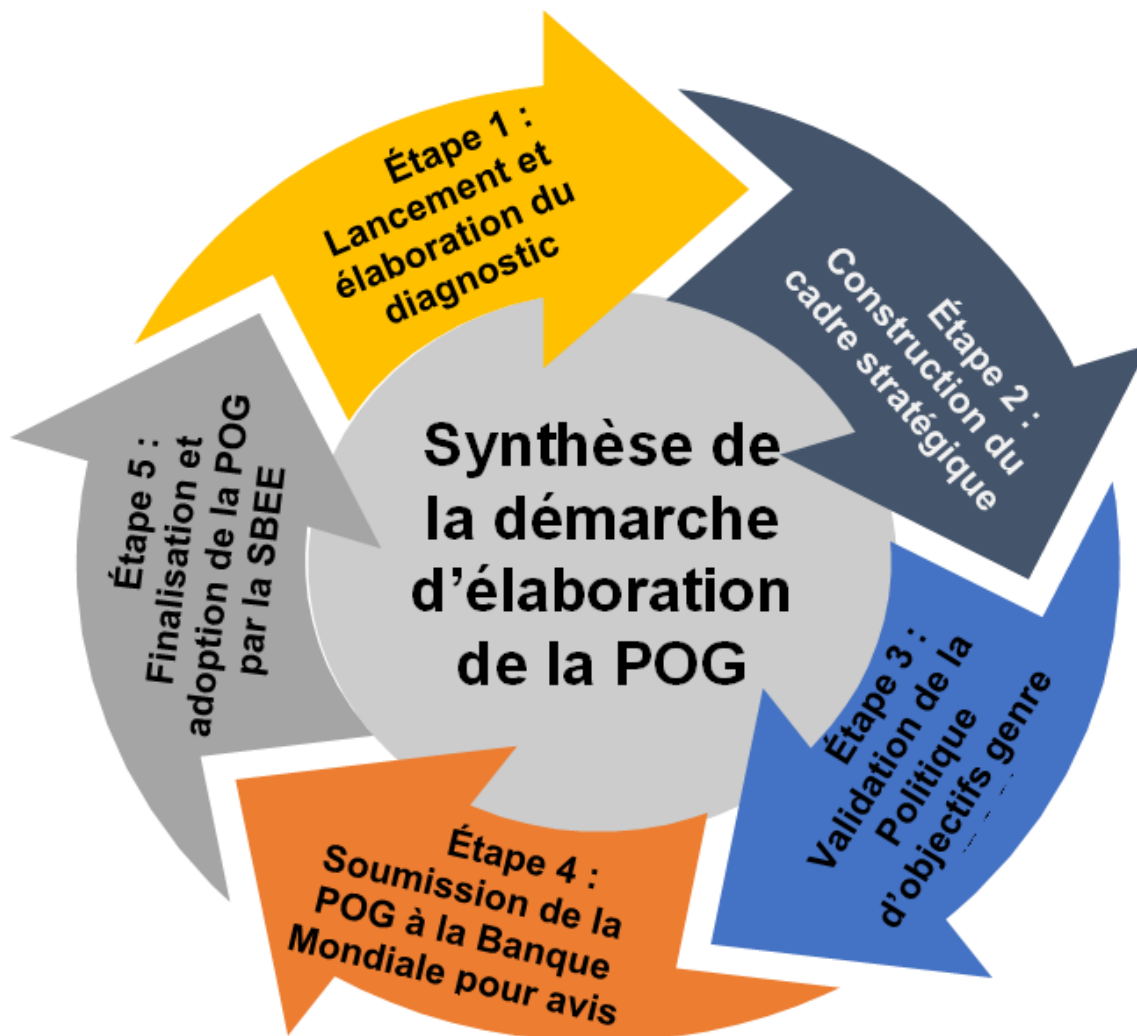 Étape 1 :
Lancement et
élaboration du
diagnostic
Étape 2 :
Construction du
cadre stratégique
Étape 3 :
Validation de la
Politique
d'objectifs genre
Étape 4 :
Soumission de la
POG à la Banque
Mondiale pour avis
Étape 5 :
Finalisation et
adoption de la POG
par la SBEE
Synthèse de
la démarche
d'élaboration
de la POG